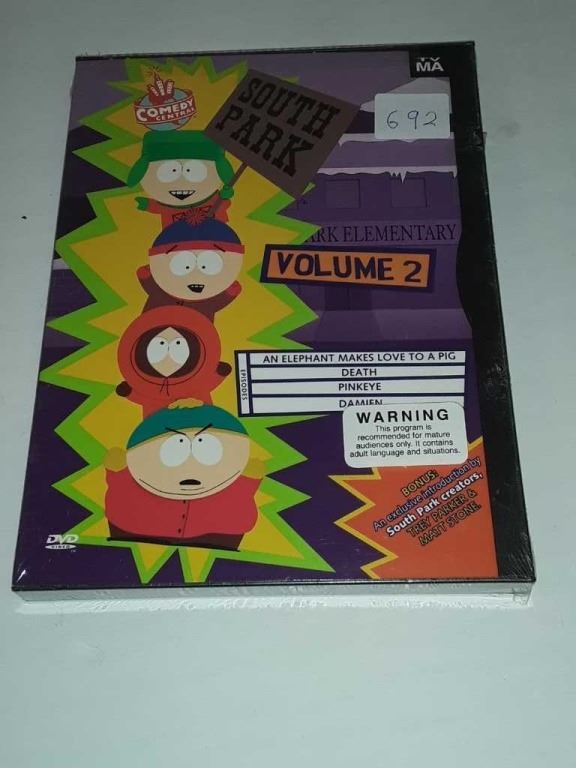 TV
MA
COMEDY
CENTRAL
SOUTH
PARK
692
ARK ELEMENTARY
VOLUME 2
EPISODES
AN ELEPHANT MAKES LOVE TO A PIG
DEATH
PINKEYE
DAMIEN
WARNING
This program is
recommended for mature
audiences only. It contains
adult language and situations.
BONUS:
An exclusive introduction by
South Park creators,
TREY PARKER &
MATT STONE.
DVD
VIDEO